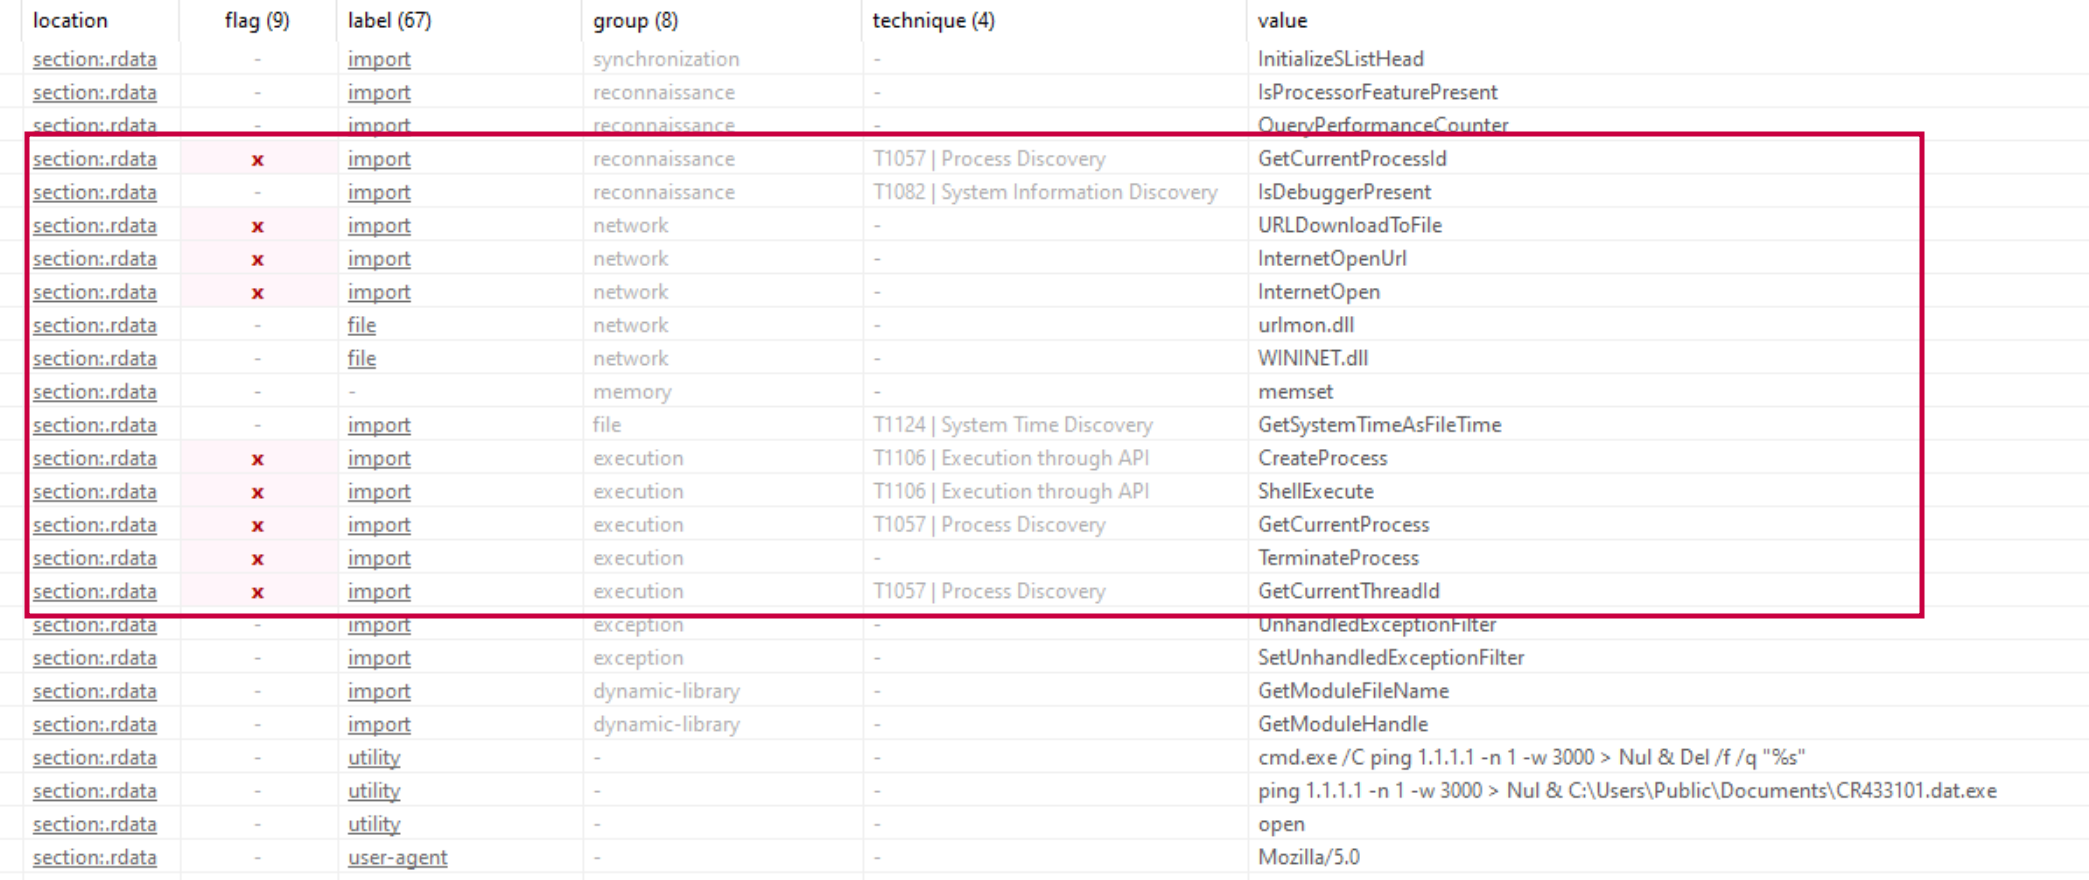 location flag (9) label (67) group (8) technique (4) value
section:.rdata - import synchronization - InitializeSListHead
section:.rdata - import reconnaissance - IsProcessorFeaturePresent
section:.rdata - import reconnaissance - QueryPerformanceCounter
section:.rdata x import reconnaissance T1057 | Process Discovery GetCurrentProcessId
section:.rdata - import reconnaissance T1082 | System Information Discovery IsDebuggerPresent
section:.rdata x import network - URLDownloadToFile
section:.rdata x import network - InternetOpenUrl
section:.rdata x import network - InternetOpen
section:.rdata - file network - urlmon.dll
section:.rdata - file network - WININET.dll
section:.rdata - - memory - memset
section:.rdata - import file T1124 | System Time Discovery GetSystemTimeAsFileTime
section:.rdata x import execution T1106 | Execution through API CreateProcess
section:.rdata x import execution T1106 | Execution through API ShellExecute
section:.rdata x import execution T1057 | Process Discovery GetCurrentProcess
section:.rdata x import execution - TerminateProcess
section:.rdata x import execution T1057 | Process Discovery GetCurrentThreadId
section:.rdata - import exception - UnhandledExceptionFilter
section:.rdata - import exception - SetUnhandledExceptionFilter
section:.rdata - import dynamic-library - GetModuleFileName
section:.rdata - import dynamic-library - GetModuleHandle
section:.rdata - utility - - cmd.exe /C ping 1.1.1.1 -n 1 -w 3000 > Nul & Del /f /q "%s"
section:.rdata - utility - - ping 1.1.1.1 -n 1 -w 3000 > Nul & C:\Users\Public\Documents\CR433101.dat.exe
section:.rdata - utility - - open
section:.rdata - user-agent - - Mozilla/5.0